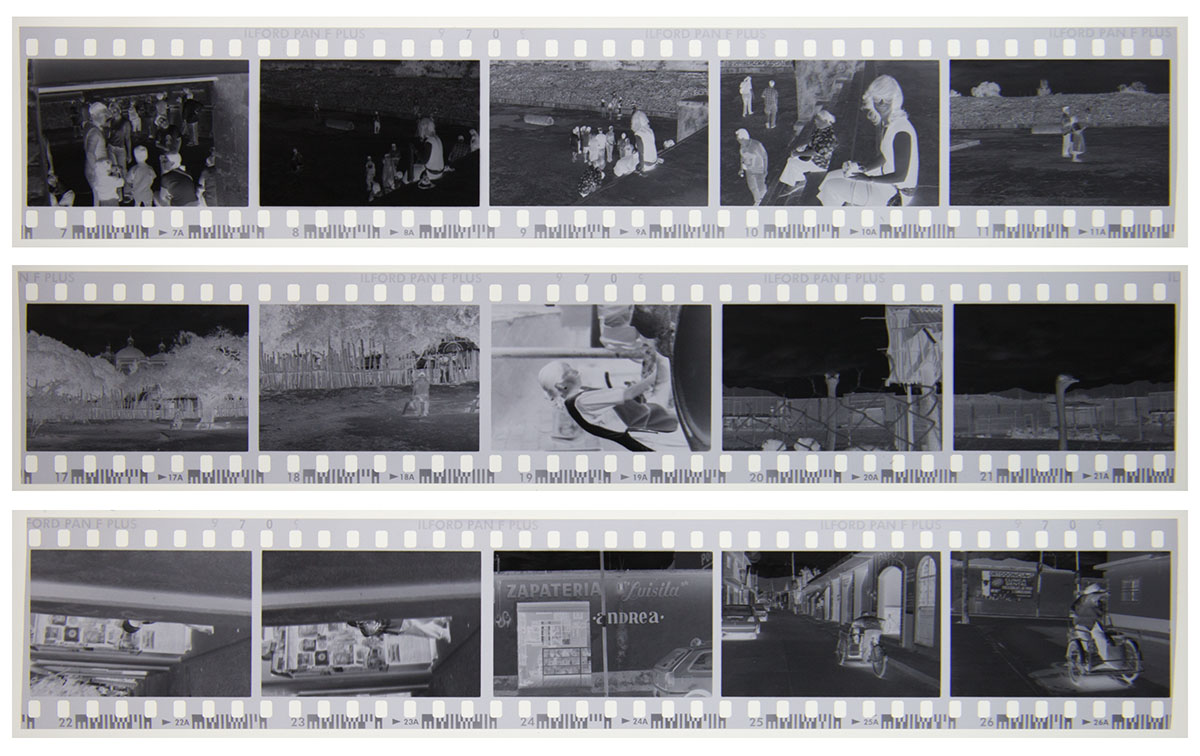 ILFORD PAN F PLUS 9 7 0 ILFORD PAN F PLUS ILFORD PAN F PLUS
7 7A 8 8A 9 9A 10 10A 11 11A
N F PLUS ILFORD PAN F PLUS 9 7 0 ILFORD PAN F PLUS IL
17 17A 18 18A 19 19A 20 20A 21 21A
FORD PAN F PLUS 9 7 0 ILFORD PAN F PLUS ILFORD PAN F PLUS 9 7 0
ZAPATERIA "Luisita"
ANDREA
22 22A 23 23A 24 24A 25 25A 26 26A